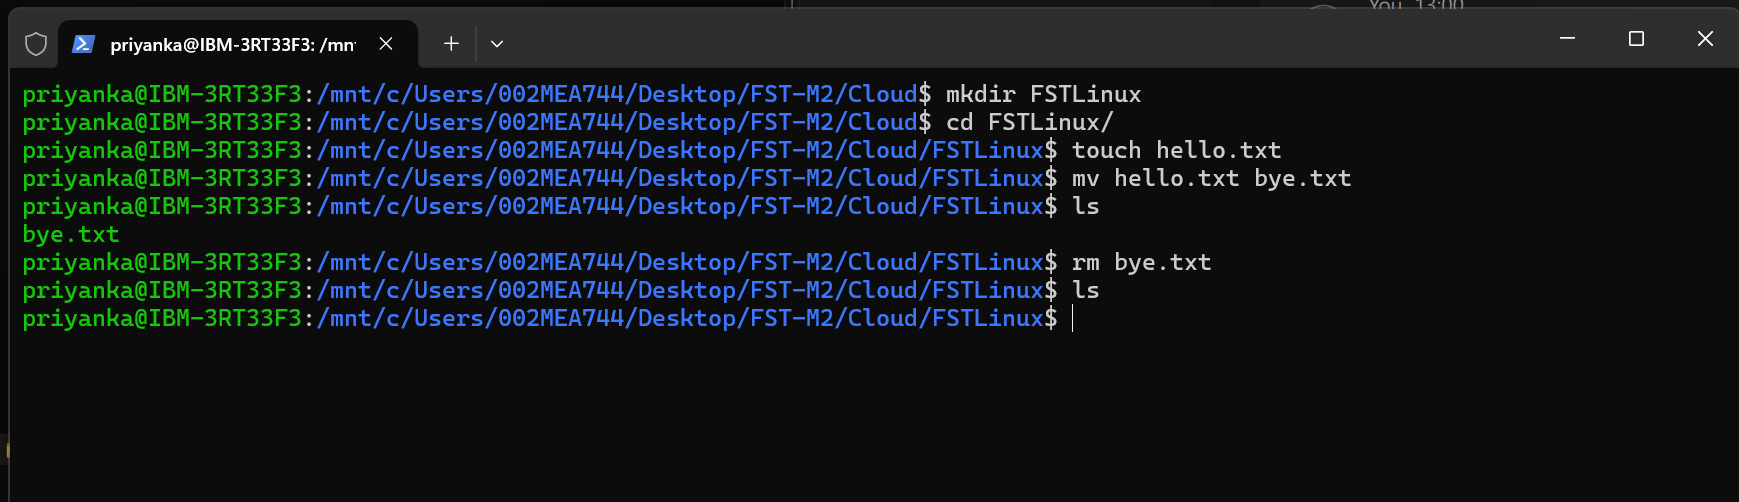 You 13:00
priyanka@IBM-3RT33F3: /mn
priyanka@IBM-3RT33F3:/mnt/c/Users/002MEA744/Desktop/FST-M2/Cloud$ mkdir FSTLinux
priyanka@IBM-3RT33F3:/mnt/c/Users/002MEA744/Desktop/FST-M2/Cloud$ cd FSTLinux/
priyanka@IBM-3RT33F3:/mnt/c/Users/002MEA744/Desktop/FST-M2/Cloud/FSTLinux$ touch hello.txt
priyanka@IBM-3RT33F3:/mnt/c/Users/002MEA744/Desktop/FST-M2/Cloud/FSTLinux$ mv hello.txt bye.txt
priyanka@IBM-3RT33F3:/mnt/c/Users/002MEA744/Desktop/FST-M2/Cloud/FSTLinux$ ls
bye.txt
priyanka@IBM-3RT33F3:/mnt/c/Users/002MEA744/Desktop/FST-M2/Cloud/FSTLinux$ rm bye.txt
priyanka@IBM-3RT33F3:/mnt/c/Users/002MEA744/Desktop/FST-M2/Cloud/FSTLinux$ ls
priyanka@IBM-3RT33F3:/mnt/c/Users/002MEA744/Desktop/FST-M2/Cloud/FSTLinux$